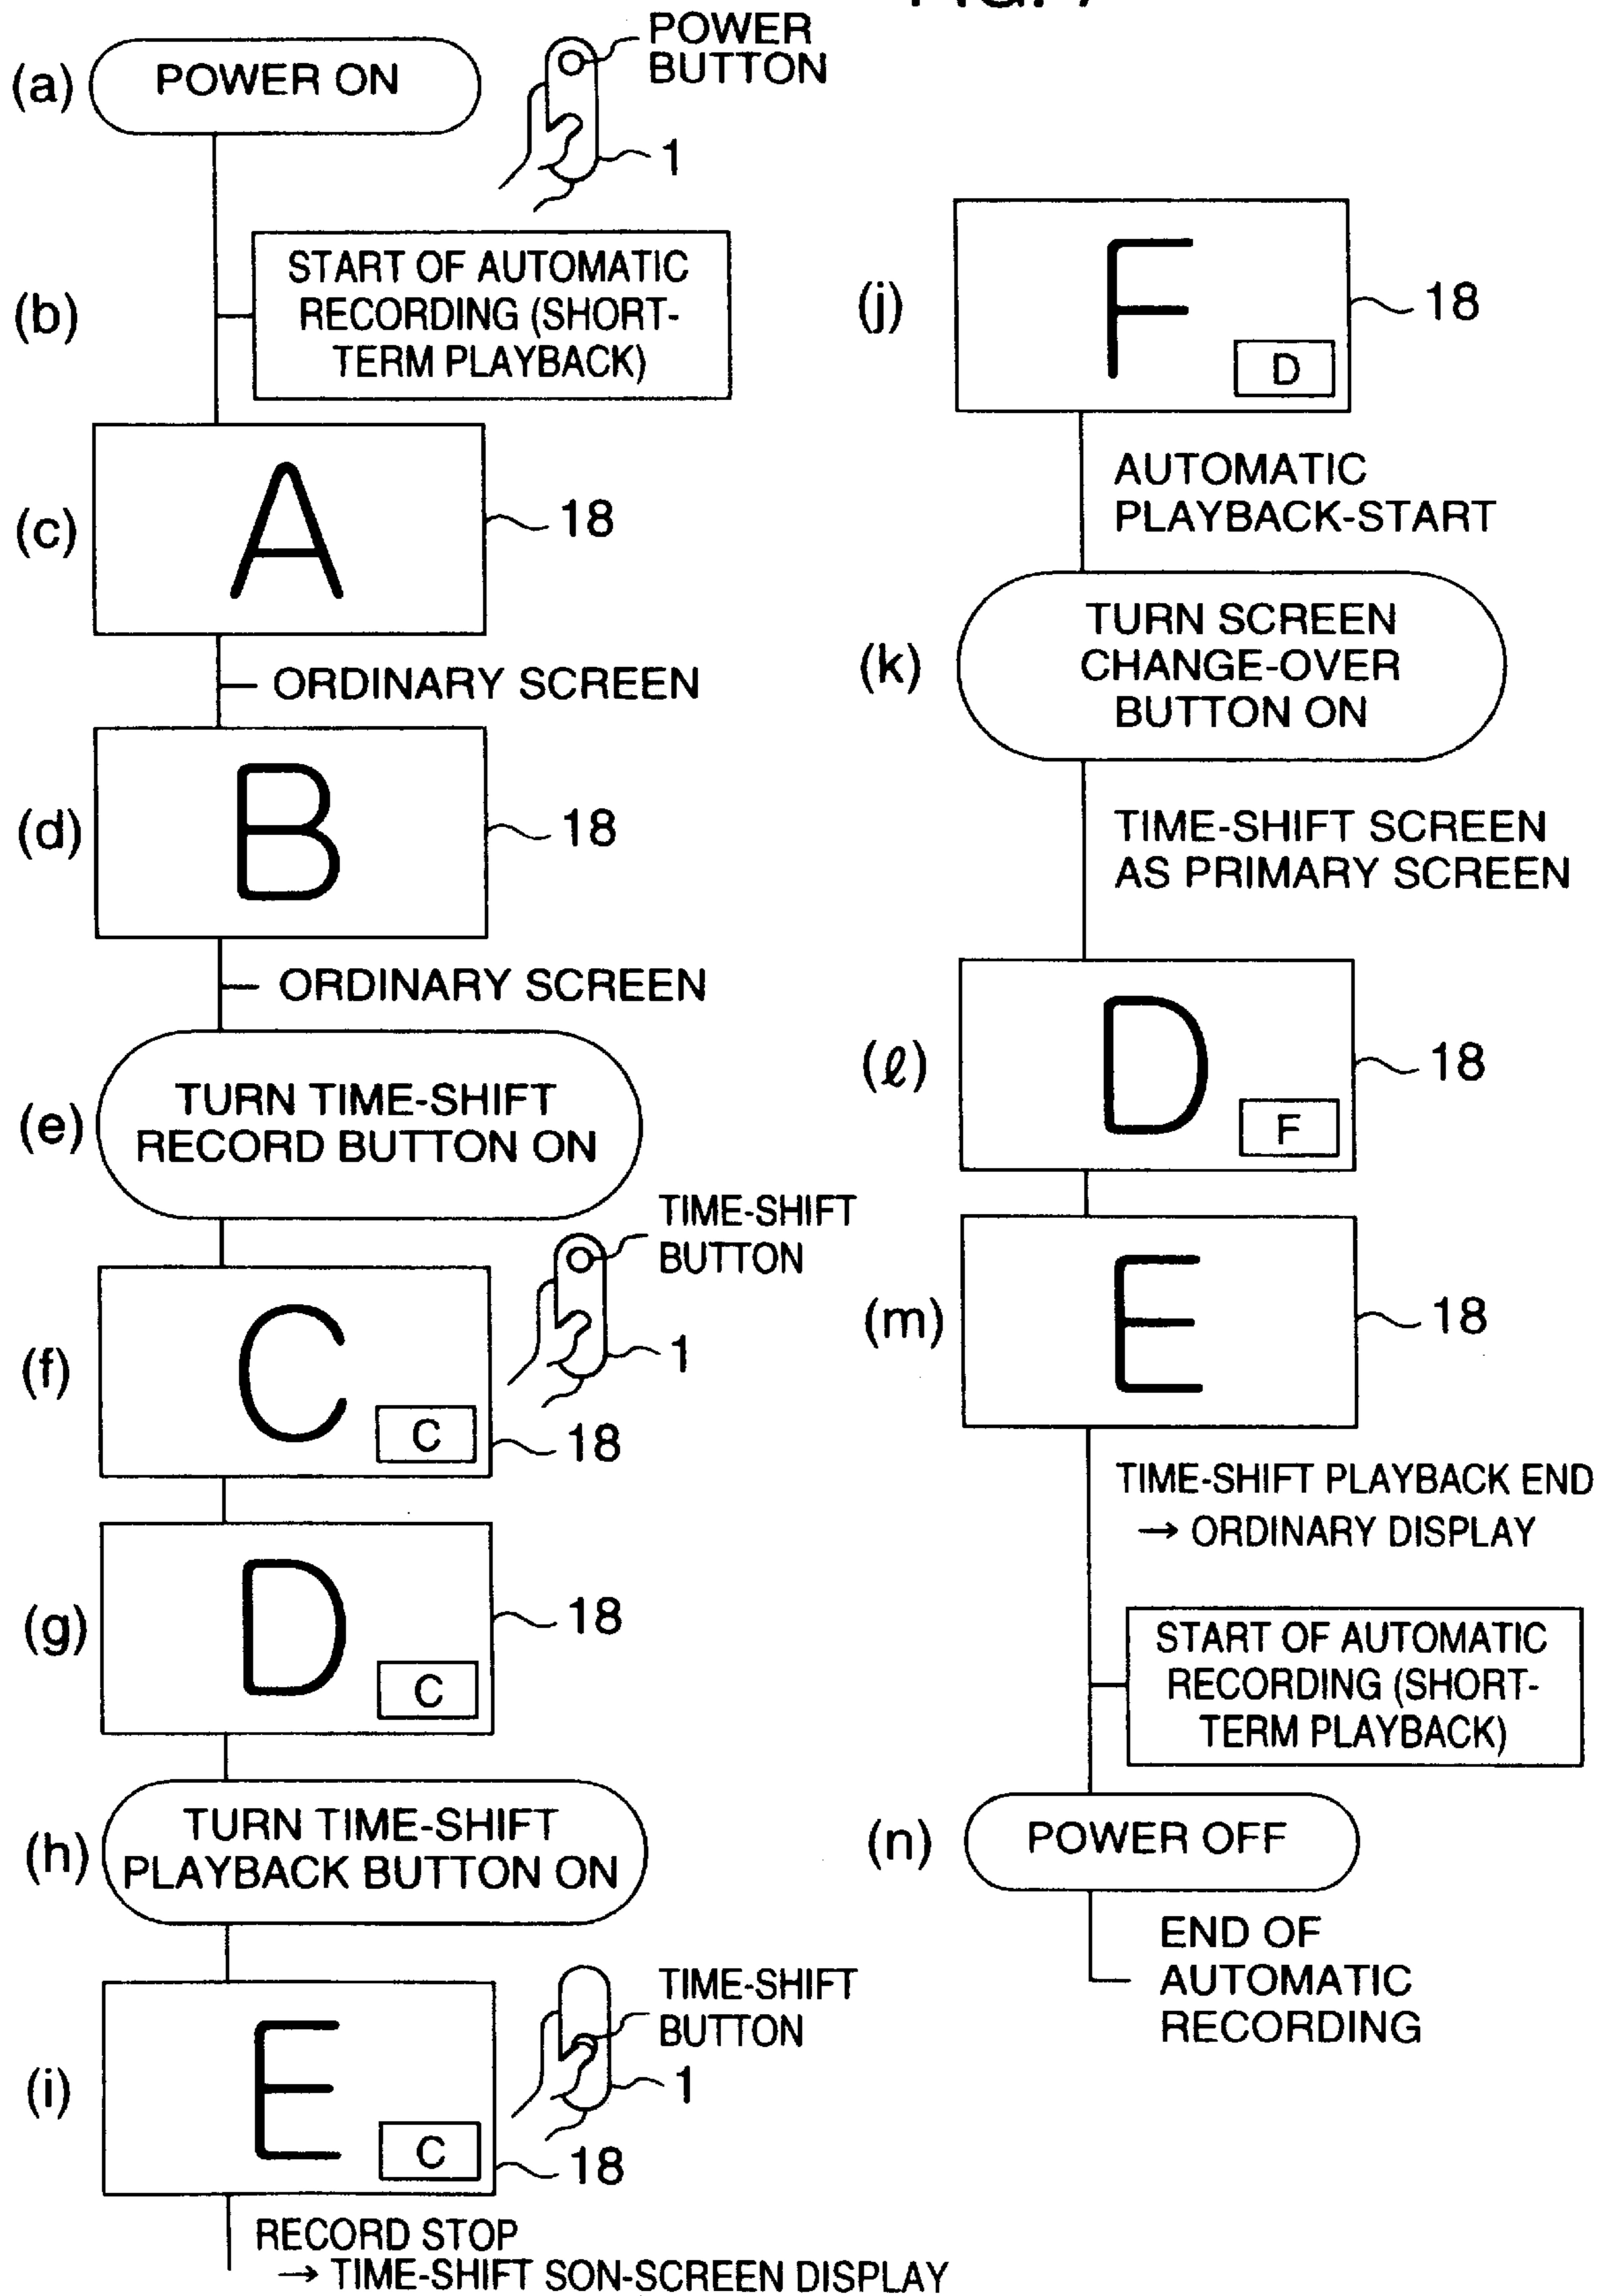 (a) POWER ON
POWER
BUTTON
1
(b) START OF AUTOMATIC
RECORDING (SHORT-
TERM PLAYBACK)
(c) A 18
ORDINARY SCREEN
(d) B 18
ORDINARY SCREEN
(e) TURN TIME-SHIFT
RECORD BUTTON ON
TIME-SHIFT
BUTTON
1
(f) C C 18
(g) D C 18
(h) TURN TIME-SHIFT
PLAYBACK BUTTON ON
TIME-SHIFT
BUTTON
1
(i) E C 18
RECORD STOP
→ TIME-SHIFT SON-SCREEN DISPLAY
(j) F D 18
AUTOMATIC
PLAYBACK-START
(k) TURN SCREEN
CHANGE-OVER
BUTTON ON
TIME-SHIFT SCREEN
AS PRIMARY SCREEN
(ℓ) D F 18
(m) E 18
TIME-SHIFT PLAYBACK END
→ ORDINARY DISPLAY
START OF AUTOMATIC
RECORDING (SHORT-
TERM PLAYBACK)
(n) POWER OFF
END OF
AUTOMATIC
RECORDING